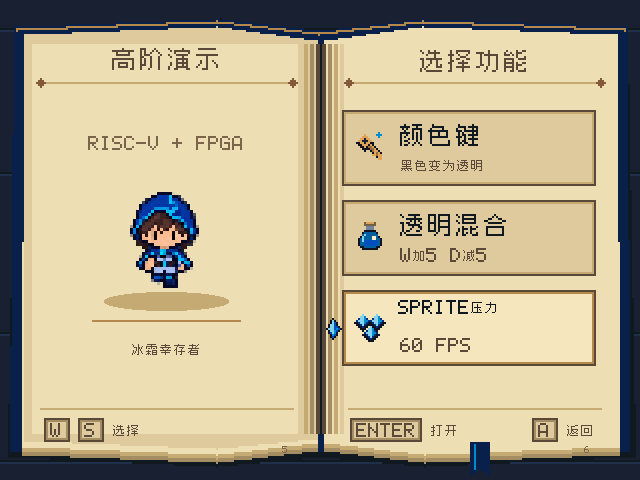 高阶演示
RISC-V + FPGA
冰霜幸存者
W S 选择
5
选择功能
颜色键
黑色变为透明
透明混合
W加5 D减5
SPRITE压力
60 FPS
ENTER 打开
A 返回
6